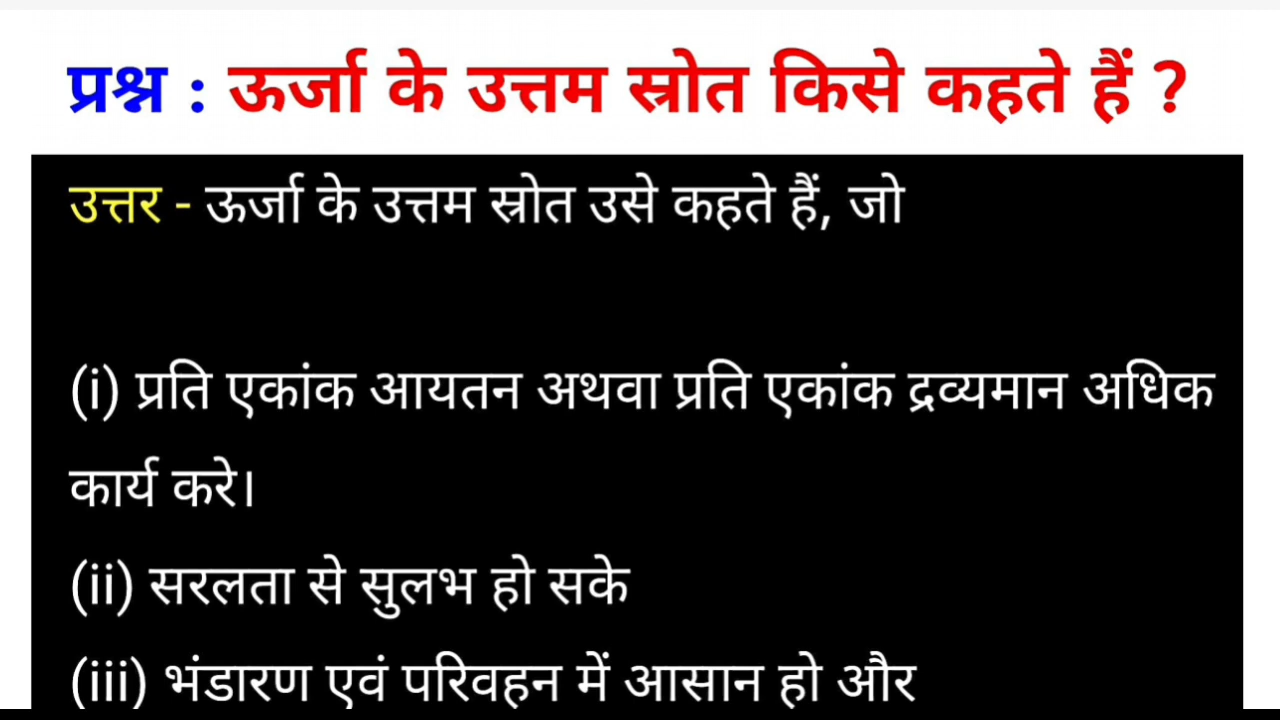 प्रश्न : ऊर्जा के उत्तम स्रोत किसे कहते हैं ?
उत्तर - ऊर्जा के उत्तम स्रोत उसे कहते हैं, जो
(i) प्रति एकांक आयतन अथवा प्रति एकांक द्रव्यमान अधिक
कार्य करे।
(ii) सरलता से सुलभ हो सके
(iii) भंडारण एवं परिवहन में आसान हो और